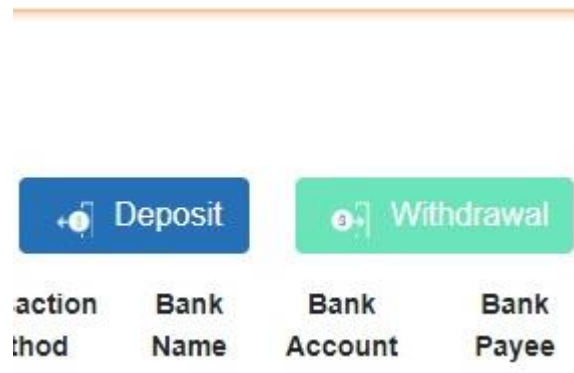 Deposit Withdrawal
action Bank Bank Bank
thod Name Account Payee